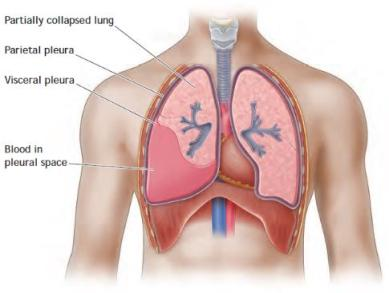 Partially collapsed lung
Parietal pleura
Visceral pleura
Blood in
pleural space